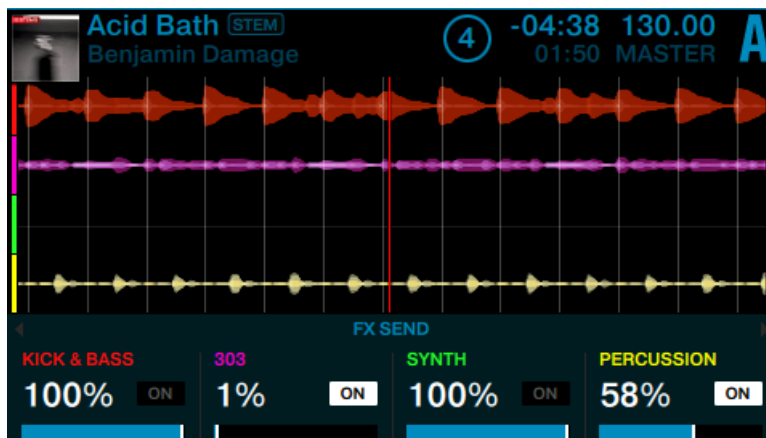 Acid Bath STEM
Benjamin Damage
4
-04:38 130.00
01:50 MASTER
A
FX SEND
KICK & BASS 303 SYNTH PERCUSSION
100% ON 1% ON 100% ON 58% ON